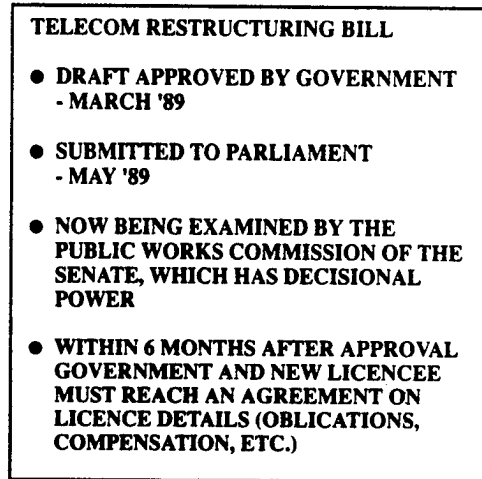 TELECOM RESTRUCTURING BILL
● DRAFT APPROVED BY GOVERNMENT
- MARCH '89
● SUBMITTED TO PARLIAMENT
- MAY '89
● NOW BEING EXAMINED BY THE
PUBLIC WORKS COMMISSION OF THE
SENATE, WHICH HAS DECISIONAL
POWER
● WITHIN 6 MONTHS AFTER APPROVAL
GOVERNMENT AND NEW LICENCEE
MUST REACH AN AGREEMENT ON
LICENCE DETAILS (OBLICATIONS,
COMPENSATION, ETC.)